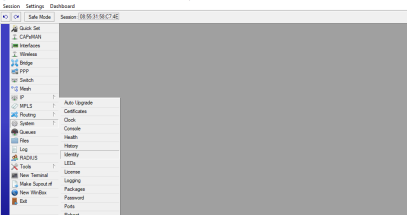 Session Settings Dashboard
Safe Mode Session: 08:55:31:58:C7:4E
Quick Set
CAPsMAN
Interfaces
Wireless
Bridge
PPP
Switch
Mesh
IP
MPLS
Routing
System
Queues
Files
Log
RADIUS
Tools
New Terminal
Make Supout.rif
New WinBox
Exit
Auto Upgrade
Certificates
Clock
Console
Health
History
Identity
LEDs
License
Logging
Packages
Password
Ports
Reboot